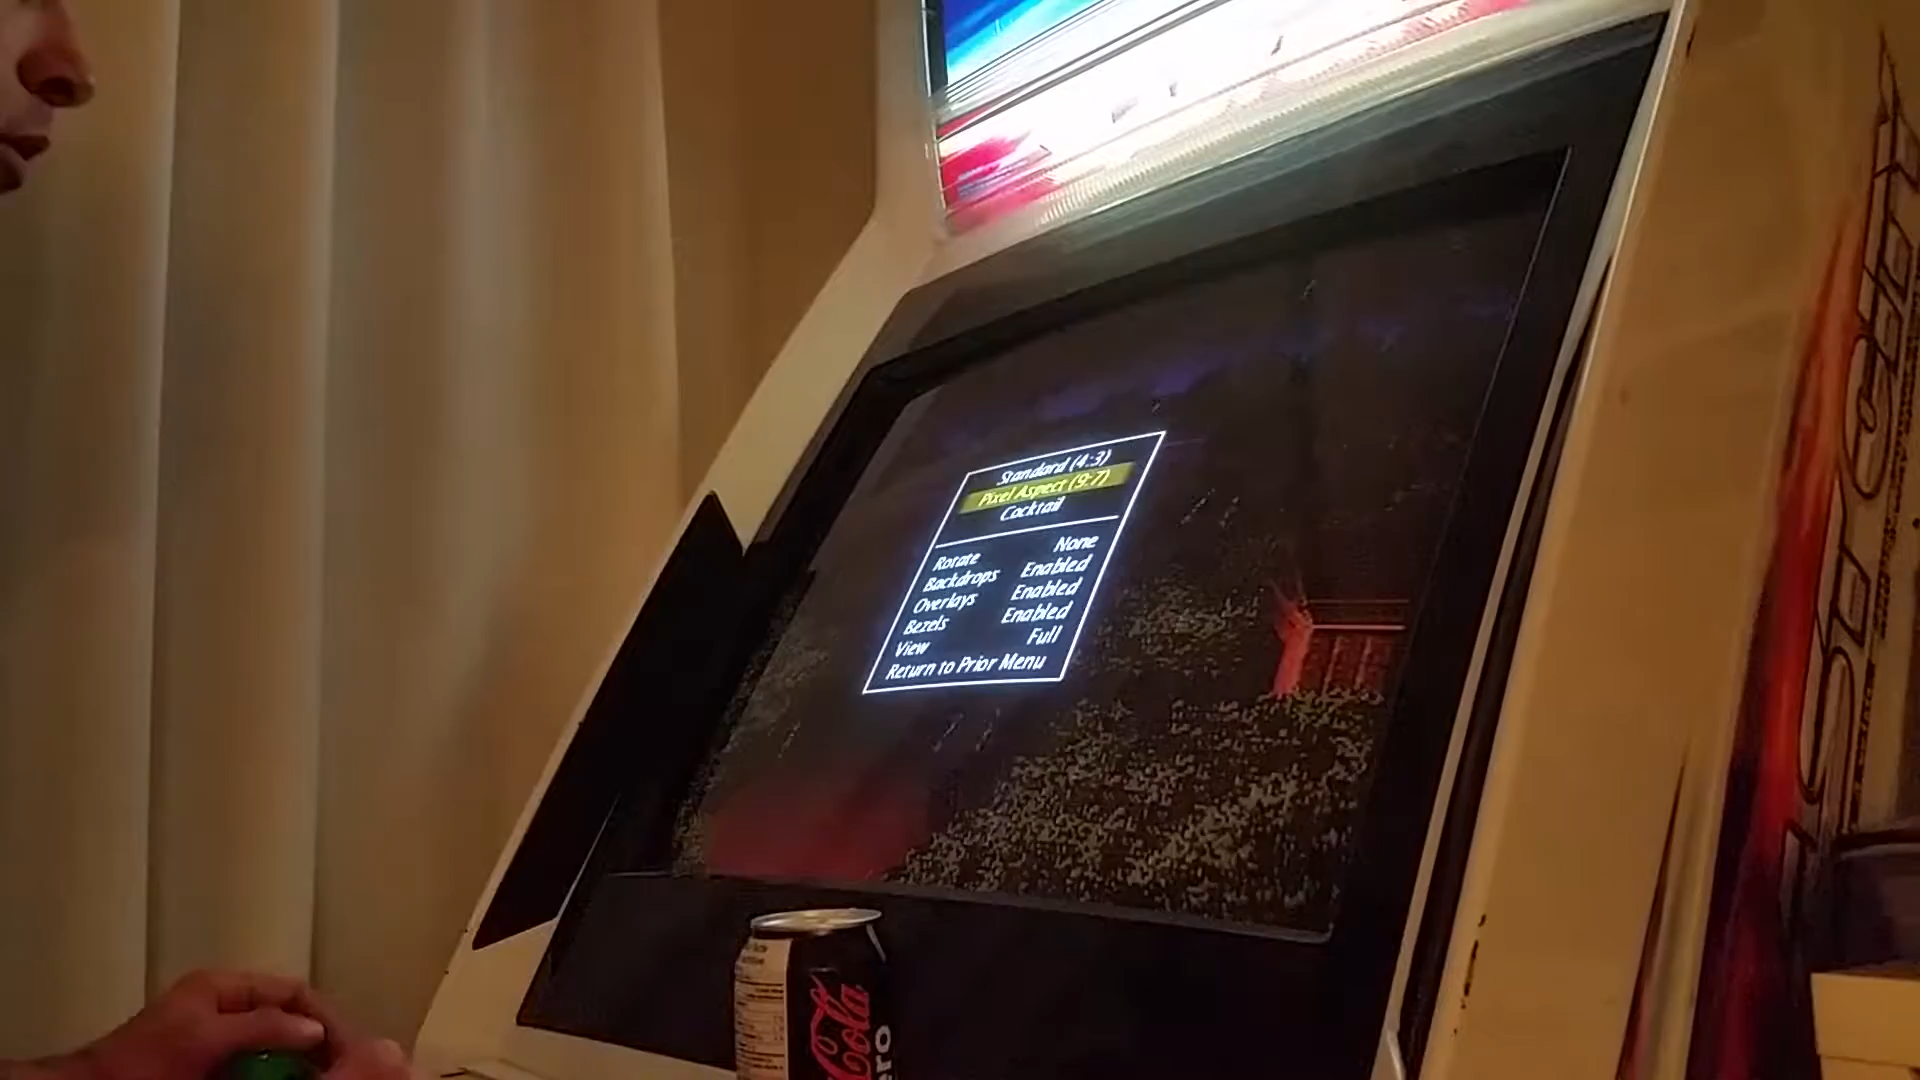 Standard (4:3)
Pixel Aspect (9:7)
Cocktail
Rotate None
Backdrops Enabled
Overlays Enabled
Bezels Enabled
View Full
Return to Prior Menu
Cola
ero